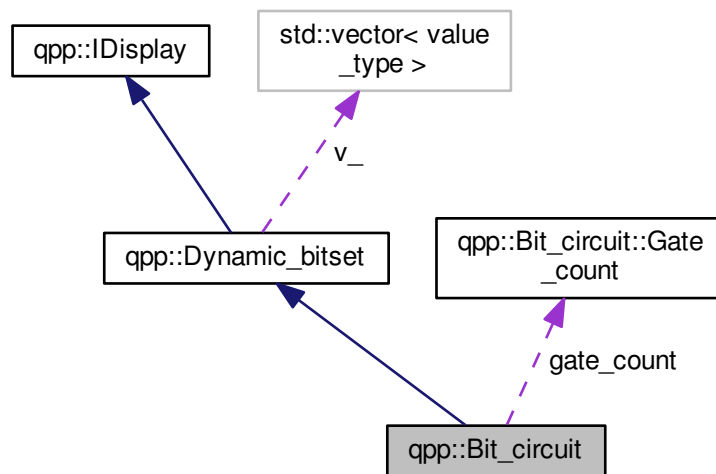 qpp::IDisplay
std::vector< value
_type >
v_
qpp::Dynamic_bitset
qpp::Bit_circuit::Gate
_count
gate_count
qpp::Bit_circuit